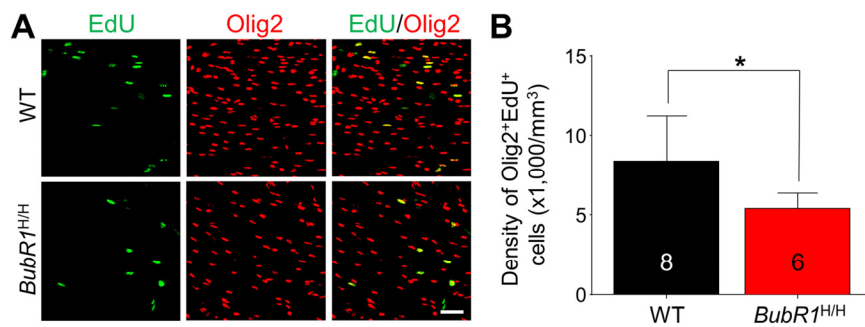 A
EdU
Olig2
EdU/Olig2
WT
BubR1H/H
B
Density of Olig2+EdU+
cells (x1,000/mm3)
15
10
5
0
*
8
6
WT
BubR1H/H